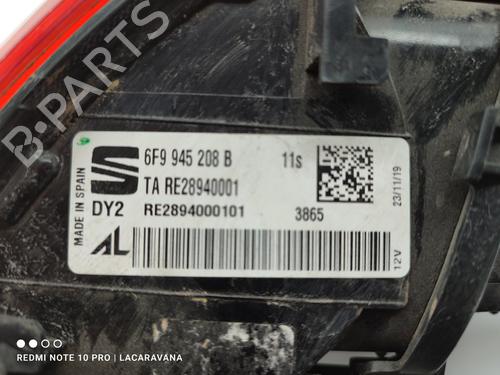 B-PARTS
MADE IN SPAIN
6F9 945 208 B
11s
TA RE28940001
DY2
RE2894000101
3865
AL
23/11/19
12V
REDMI NOTE 10 PRO | LACARAVANA